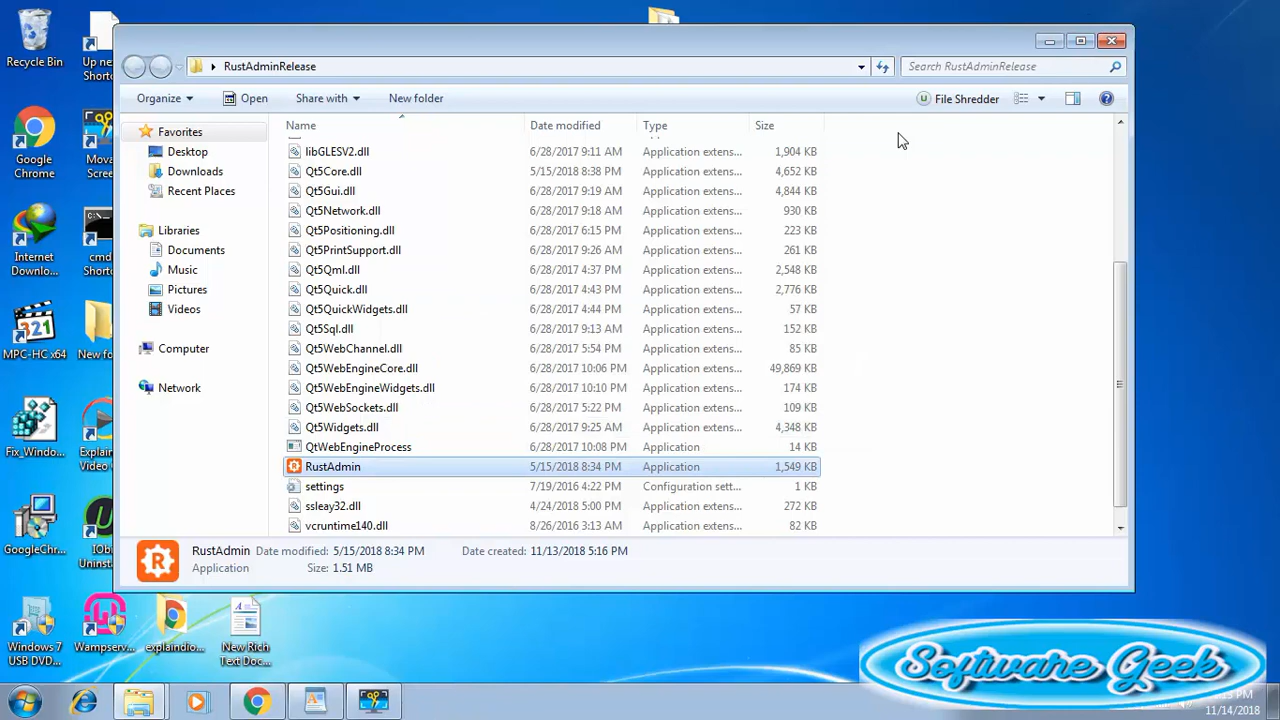 Recycle Bin
Up ne
Shortc
Google
Chrome
Mova
Scree
Internet
Downlo...
cmd
Shortc
MPC-HC x64
New fo
Fix_Windo...
Explain
Video
GoogleChr...
IOb
Uninst
Windows 7
USB DVD...
Wampserv...
explaindio...
New Rich
Text Doc...
RustAdminRelease
Search RustAdminRelease
Organize
Open
Share with
New folder
File Shredder
Favorites
Desktop
Downloads
Recent Places
Libraries
Documents
Music
Pictures
Videos
Computer
Network
Name Date modified Type Size
libGLESV2.dll 6/28/2017 9:11 AM Application extens... 1,904 KB
Qt5Core.dll 5/15/2018 8:38 PM Application extens... 4,652 KB
Qt5Gui.dll 6/28/2017 9:19 AM Application extens... 4,844 KB
Qt5Network.dll 6/28/2017 9:18 AM Application extens... 930 KB
Qt5Positioning.dll 6/28/2017 6:15 PM Application extens... 223 KB
Qt5PrintSupport.dll 6/28/2017 9:26 AM Application extens... 261 KB
Qt5Qml.dll 6/28/2017 4:37 PM Application extens... 2,548 KB
Qt5Quick.dll 6/28/2017 4:43 PM Application extens... 2,776 KB
Qt5QuickWidgets.dll 6/28/2017 4:44 PM Application extens... 57 KB
Qt5Sql.dll 6/28/2017 9:13 AM Application extens... 152 KB
Qt5WebChannel.dll 6/28/2017 5:54 PM Application extens... 85 KB
Qt5WebEngineCore.dll 6/28/2017 10:06 PM Application extens... 49,869 KB
Qt5WebEngineWidgets.dll 6/28/2017 10:10 PM Application extens... 174 KB
Qt5WebSockets.dll 6/28/2017 5:22 PM Application extens... 109 KB
Qt5Widgets.dll 6/28/2017 9:25 AM Application extens... 4,348 KB
QtWebEngineProcess 6/28/2017 10:08 PM Application 14 KB
RustAdmin 5/15/2018 8:34 PM Application 1,549 KB
settings 7/19/2016 4:22 PM Configuration sett... 1 KB
ssleay32.dll 4/24/2018 5:00 PM Application extens... 272 KB
vcruntime140.dll 8/26/2016 3:13 AM Application extens... 82 KB
RustAdmin Date modified: 5/15/2018 8:34 PM Date created: 11/13/2018 5:16 PM
Application Size: 1.51 MB
Software Geek
11/14/2018